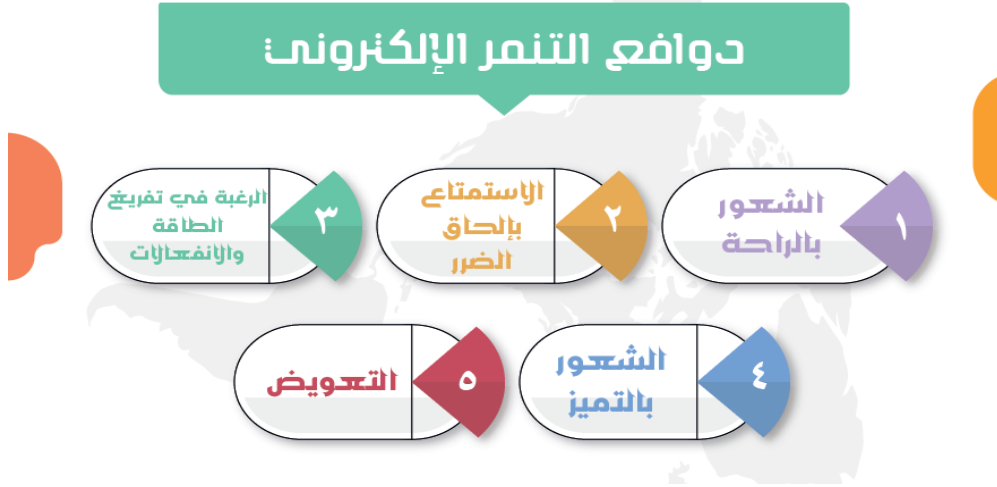 دوافع التنمر الإلكتروني
١
الشعور
بالراحة
٢
الاستمتاع
بإلحاق
الضرر
٣
الرغبة في تفريغ
الطاقة
والانفعالات
٤
الشعور
بالتميز
٥
التعويض